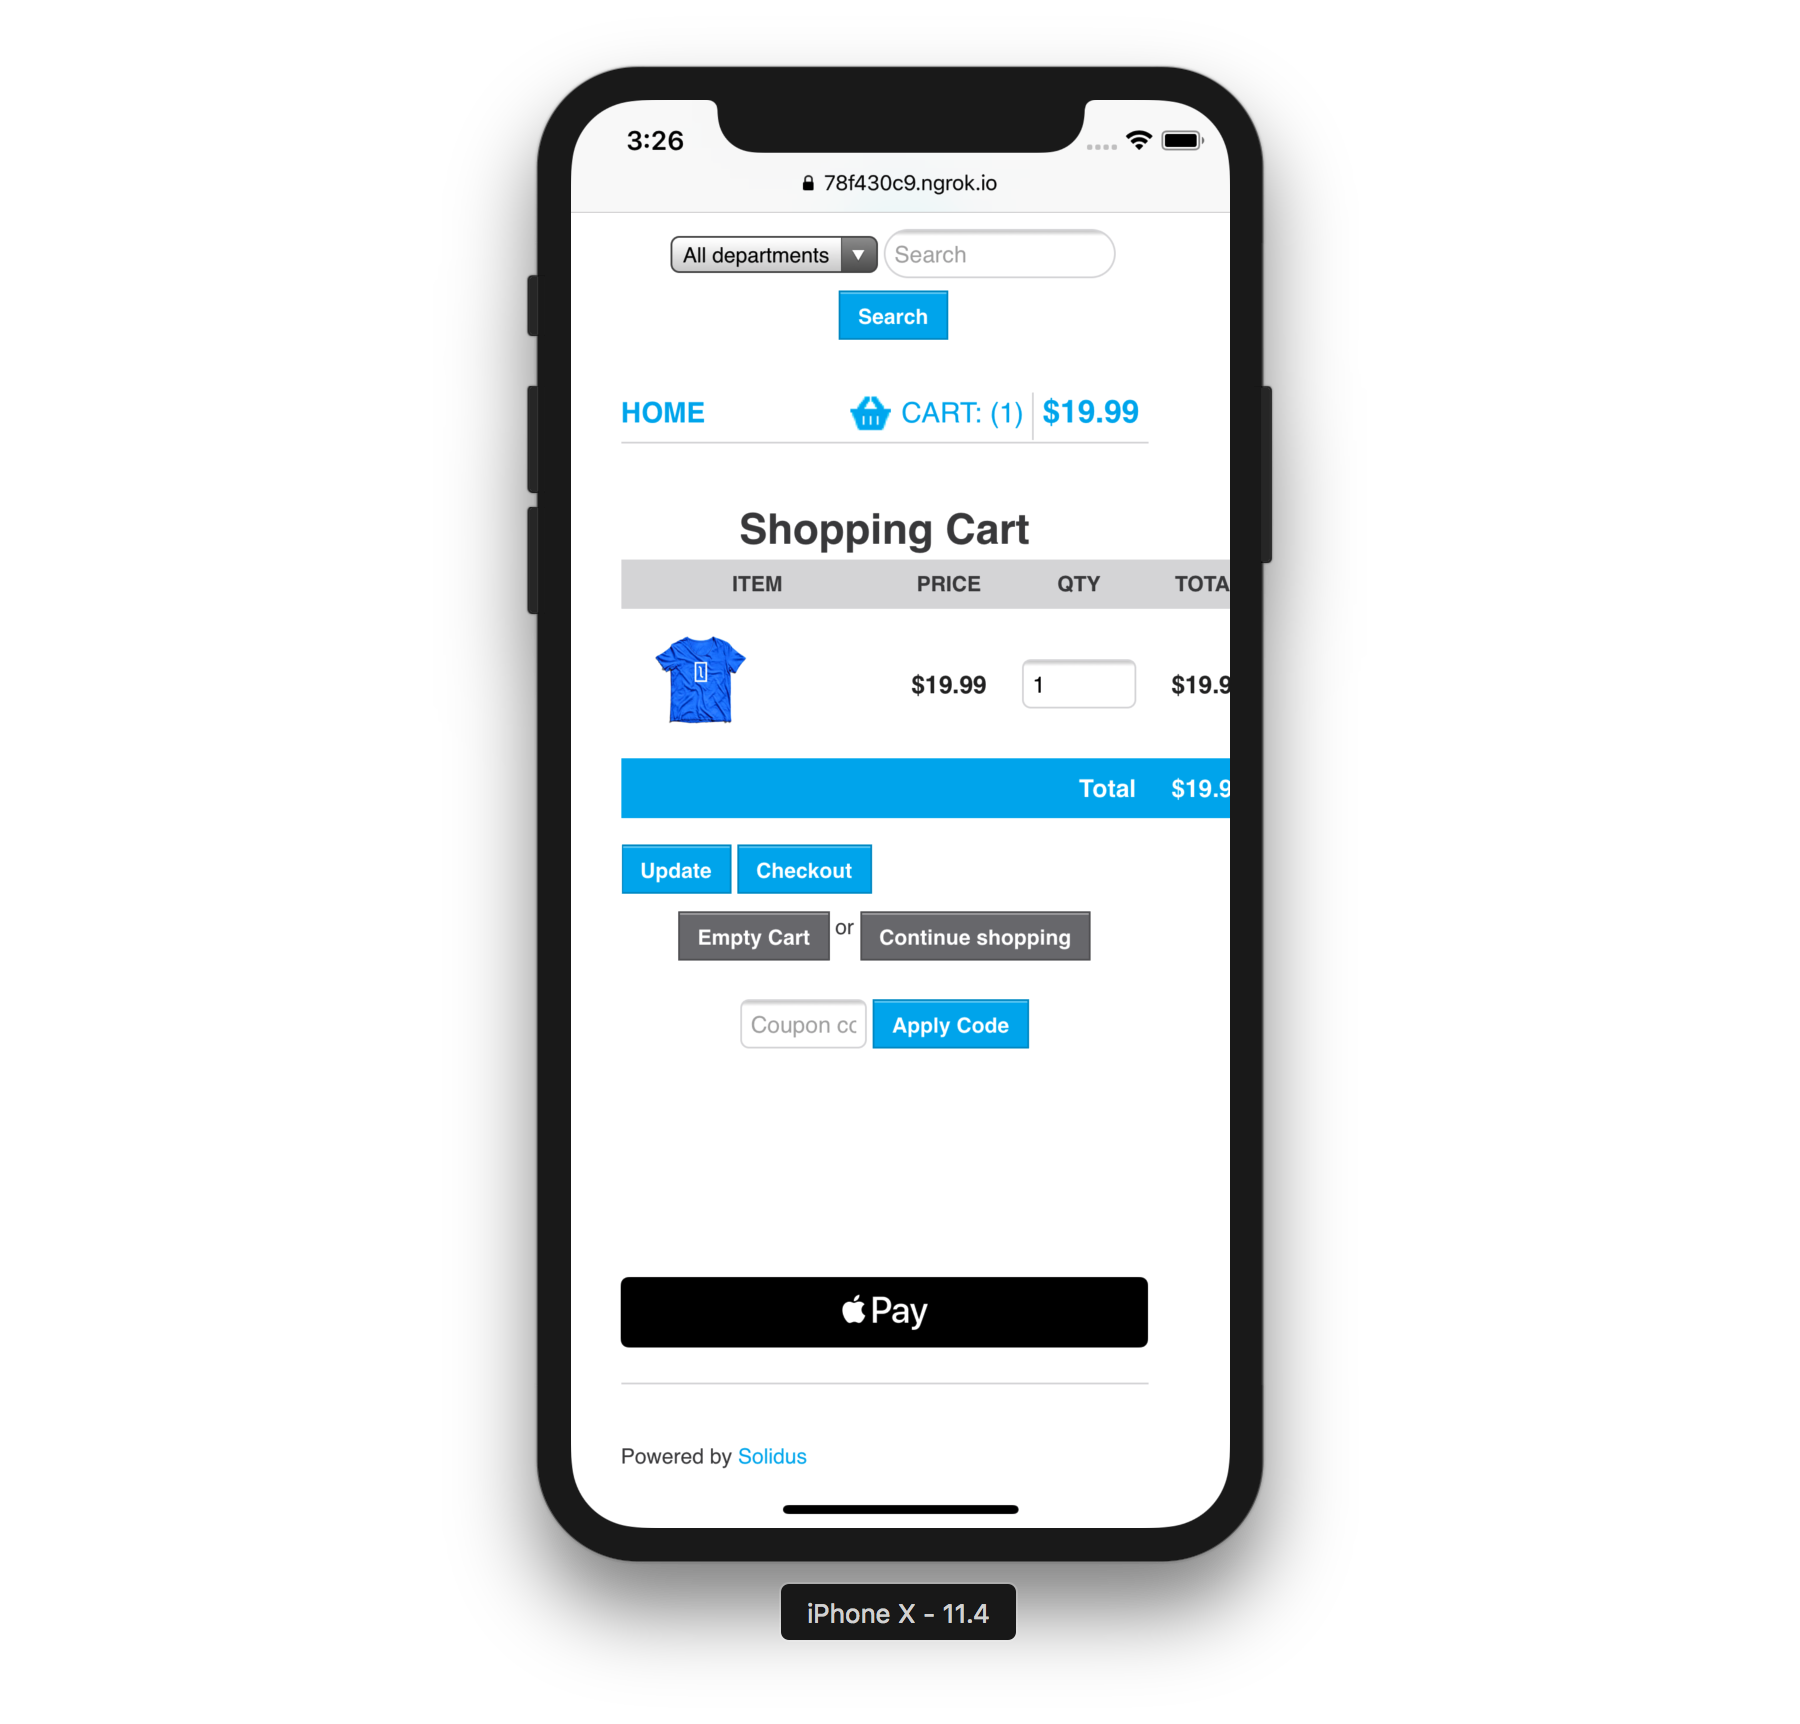 3:26
78f430c9.ngrok.io
All departments Search
Search
HOME CART: (1) $19.99
Shopping Cart
ITEM PRICE QTY TOTA
$19.99 1 $19.9
Total $19.9
Update Checkout
Empty Cart or Continue shopping
Coupon co Apply Code
Pay
Powered by Solidus
iPhone X - 11.4